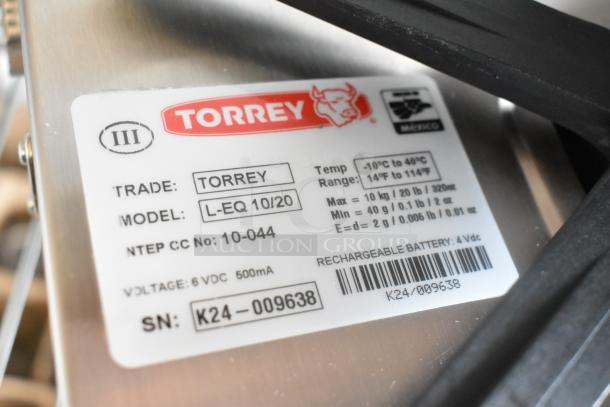 TORREY
III
MÉXICO
TRADE: TORREY
MODEL: L-EQ 10/20
NTEP CC No: 10-044
VOLTAGE: 6 VDC 500mA
SN: K24-009638
Temp Range: -10°C to 40°C
14°F to 114°F
Max = 10 kg / 20 lb / 320oz
Min = 40 g / 0.1 lb / 2 oz
E=d= 2 g / 0.005 lb / 0.01 oz
RECHARGEABLE BATTERY: 4 Vdc
K24/009638
AUCTION GROUP